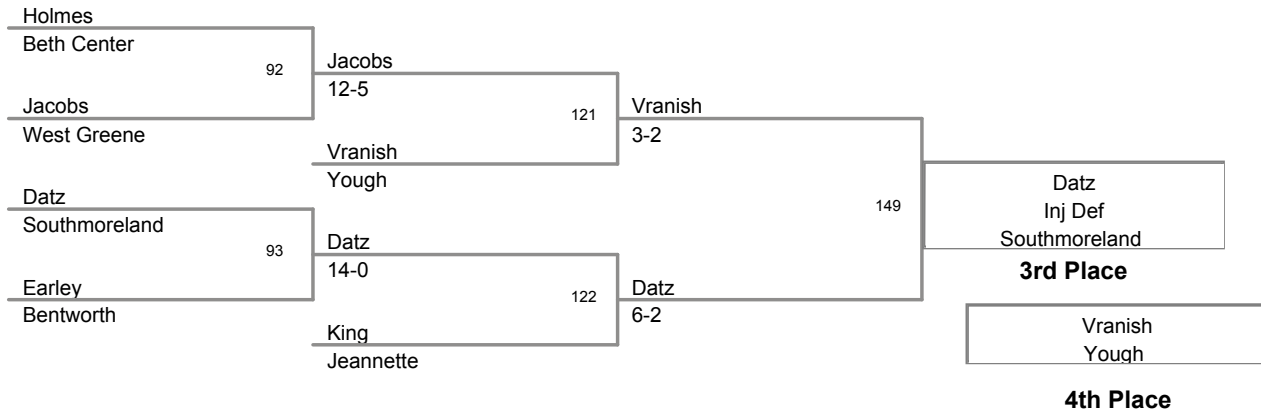 Holmes
Beth Center
92
Jacobs
12-5
Jacobs
West Greene
121
Vranish
3-2
Vranish
Yough
Datz
Southmoreland
149
Datz
Inj Def
Southmoreland
3rd Place
93
Datz
14-0
Earley
Bentworth
122
Datz
6-2
King
Jeannette
Vranish
Yough
4th Place